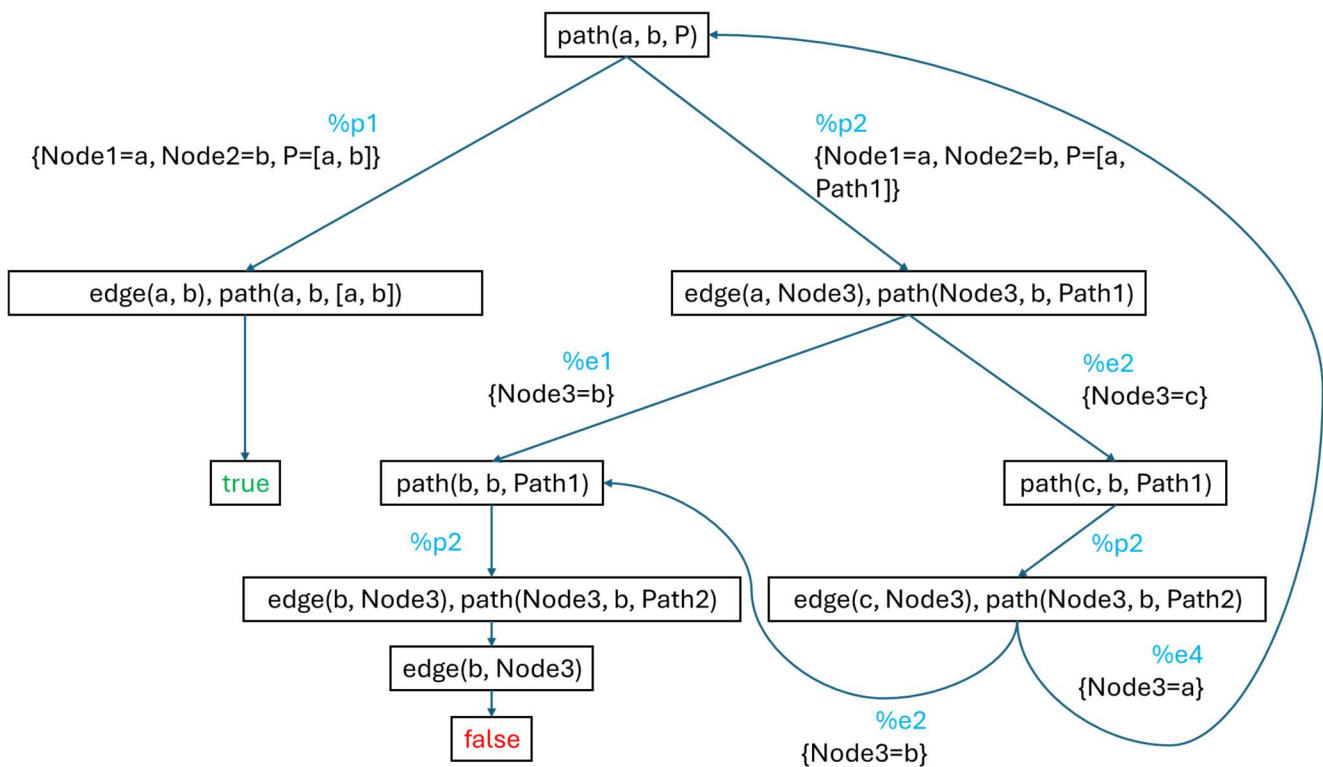 path(a, b, P)
%p1
{Node1=a, Node2=b, P=[a, b]}
%p2
{Node1=a, Node2=b, P=[a,
Path1]}
edge(a, b), path(a, b, [a, b])
edge(a, Node3), path(Node3, b, Path1)
%e1
{Node3=b}
%e2
{Node3=c}
true
path(b, b, Path1)
path(c, b, Path1)
%p2
%p2
edge(b, Node3), path(Node3, b, Path2)
edge(c, Node3), path(Node3, b, Path2)
edge(b, Node3)
%e4
{Node3=a}
false
%e2
{Node3=b}